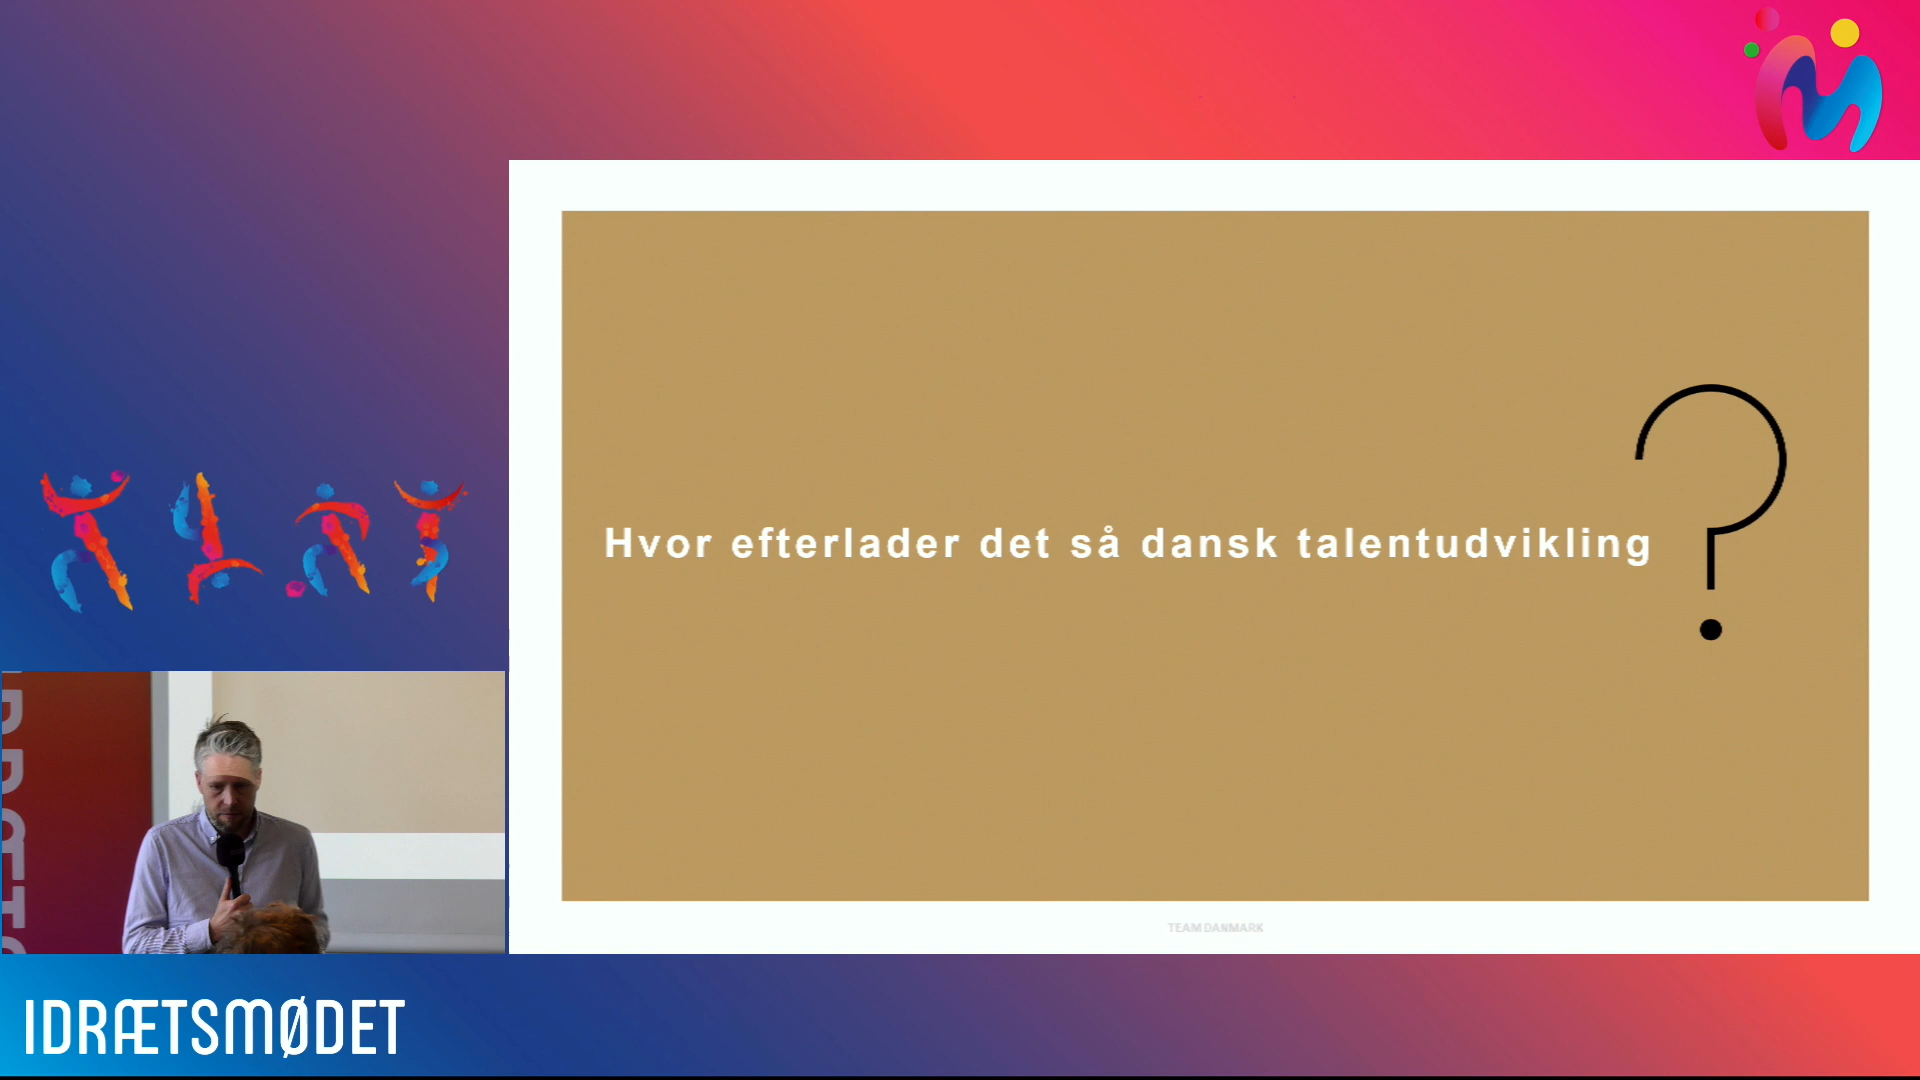 Hvor efterlader det så dansk talentudvikling ?
TEAM DANMARK
IDRÆTSMØDET